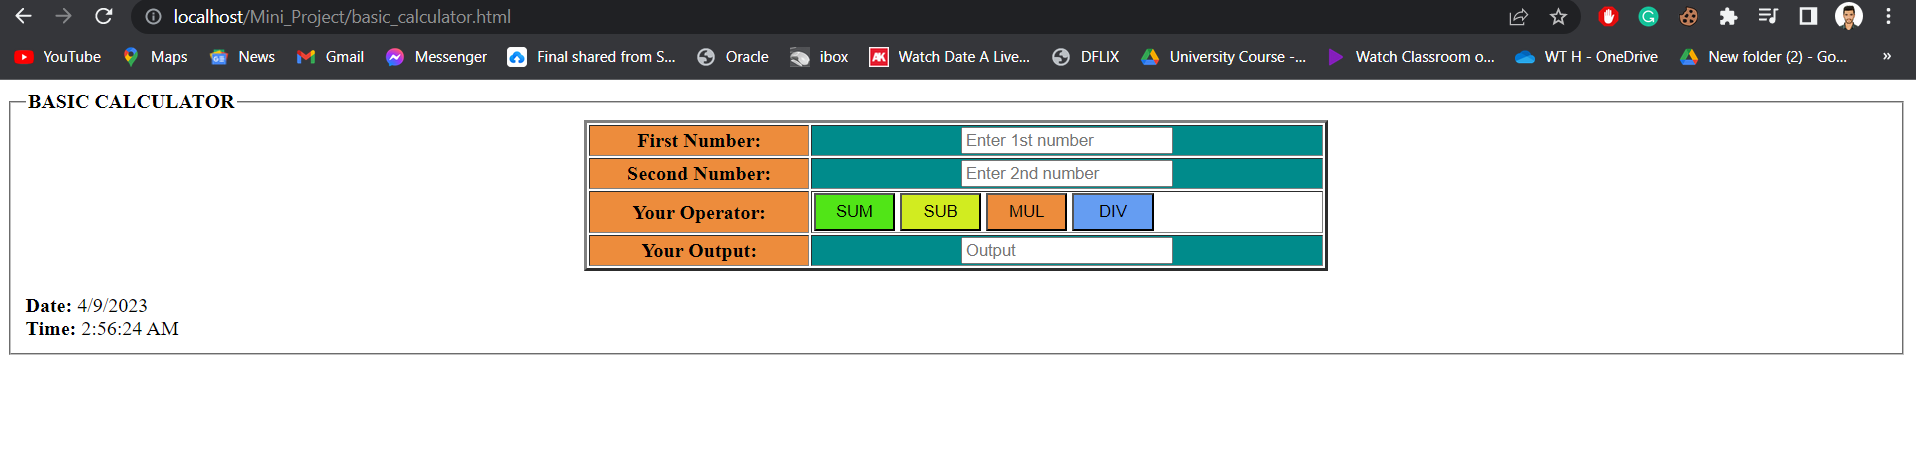 localhost/Mini_Project/basic_calculator.html
YouTube Maps News Gmail Messenger Final shared from S... Oracle ibox AK Watch Date A Live... DFLIX University Course -... Watch Classroom o... WT H - OneDrive New folder (2) - Go... »
BASIC CALCULATOR
First Number: Enter 1st number
Second Number: Enter 2nd number
Your Operator: SUM SUB MUL DIV
Your Output: Output
Date: 4/9/2023
Time: 2:56:24 AM